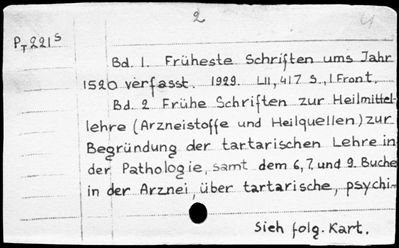 2
P_T 221 S
Bd. 1. Früheste Schriften ums Jahr
1520 verfasst. 1929. LII, 417 S., 1 Front.
Bd. 2 Frühe Schriften zur Heilmittel-
lehre (Arzneistoffe und Heilquellen) zur
Begründung der tartarischen Lehre in
der Pathologie, samt dem 6, 7. und 9. Buche
in der Arznei, über tartarische, psychi-
Sieh folg. Kart.